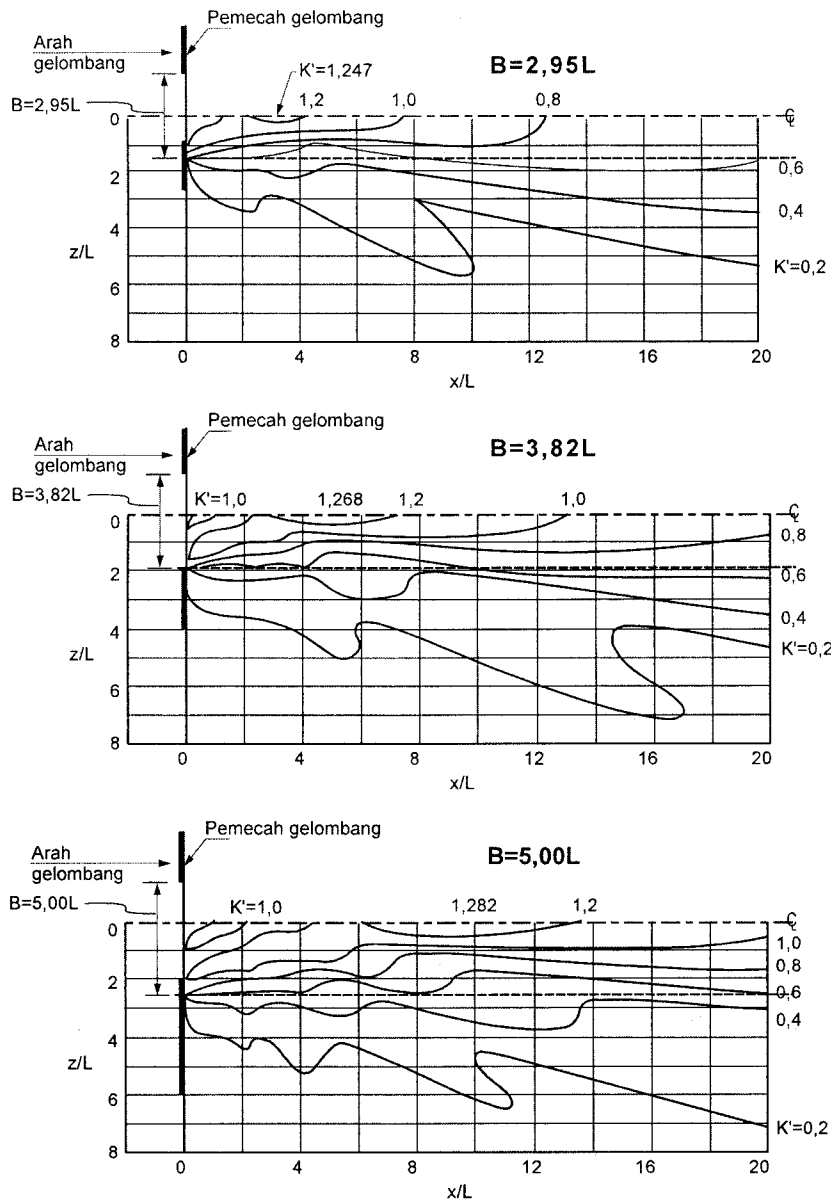 Pemecah gelombang
Arah
gelombang
B=2,95L
K'=1,247
B=2,95L
1,2
1,0
0,8
0
2
4
6
8
z/L
℄
0,6
0,4
K'=0,2
0
4
8
12
16
20
x/L
Pemecah gelombang
Arah
gelombang
B=3,82L
B=3,82L
K'=1,0
1,268
1,2
1,0
0
2
4
6
8
z/L
℄
0,8
0,6
0,4
K'=0,2
0
4
8
12
16
20
x/L
Pemecah gelombang
Arah
gelombang
B=5,00L
B=5,00L
K'=1,0
1,282
1,2
0
2
4
6
8
z/L
℄
1,0
0,8
0,6
0,4
K'=0,2
0
4
8
12
16
20
x/L